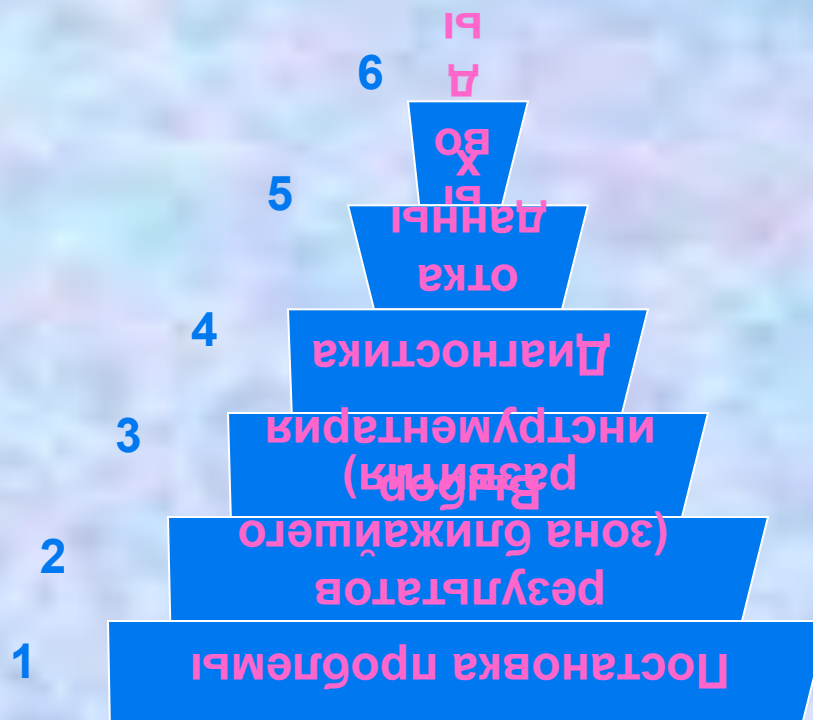 1
Постановка проблемы
2
результатов
(зона ближайшего
развития)
3
Выбор
инструментария
4
Диагностика
5
отка
данны
х
6
ы
во
д
ы